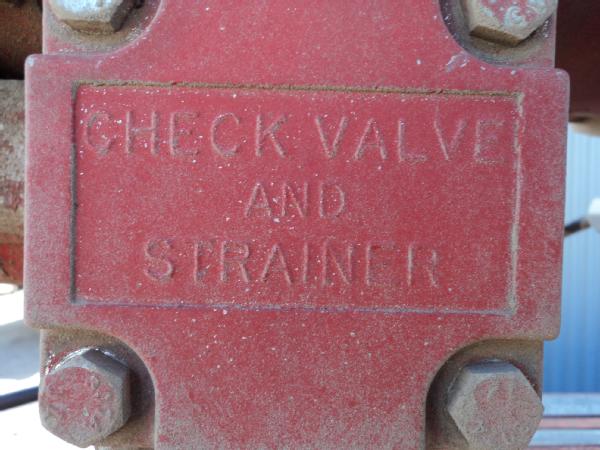 CHECK VALVE
AND
STRAINER